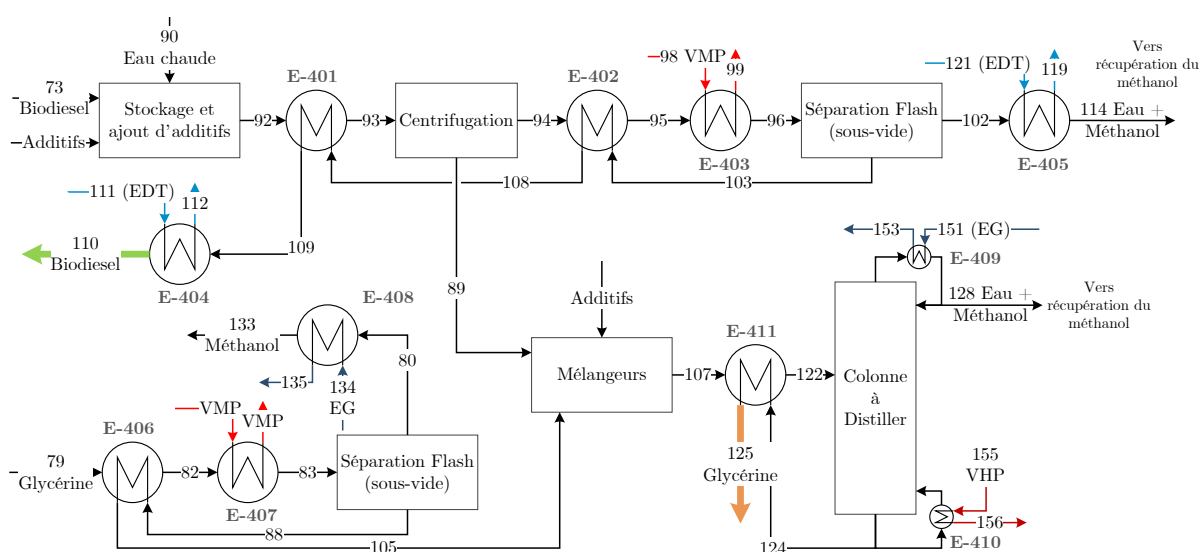 90
Eau chaude
73
Biodiesel
Additifs
Stockage et
ajout d'additifs
92
E-401
93
Centrifugation
94
E-402
95
98 VMP
99
E-403
96
Séparation Flash
(sous-vide)
102
121 (EDT)
119
E-405
Vers
récupération du
méthanol
114 Eau +
Méthanol
108
103
111 (EDT)
112
110
Biodiesel
E-404
109
89
153
151 (EG)
E-409
128 Eau +
Méthanol
Vers
récupération du
méthanol
E-408
133
Méthanol
135
134
EG
80
Additifs
Mélangeurs
107
E-411
122
Colonne
à
Distiller
E-406
79
Glycérine
82
VMP
VMP
E-407
83
Séparation Flash
(sous-vide)
88
105
125
Glycérine
124
155
VHP
156
E-410